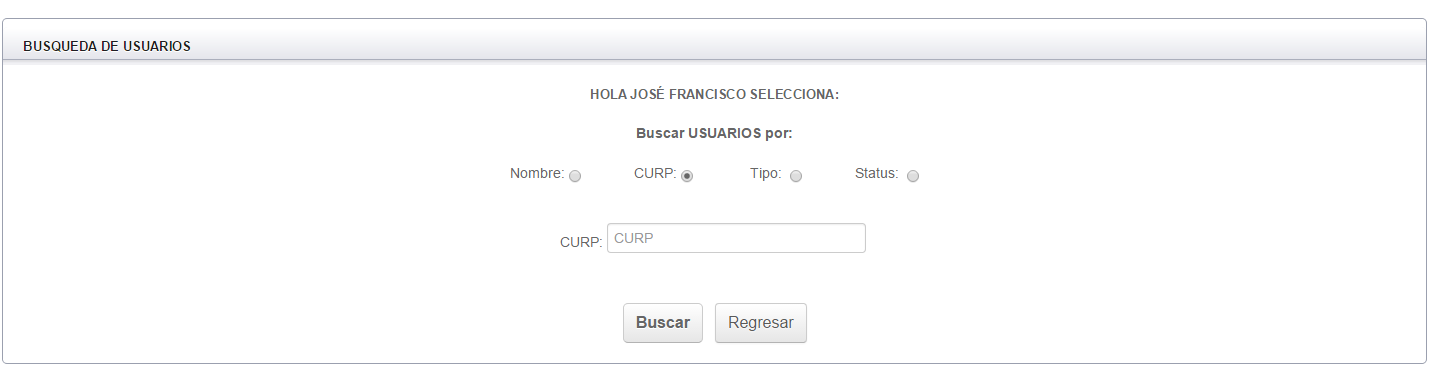 BUSQUEDA DE USUARIOS
HOLA JOSÉ FRANCISCO SELECCIONA:
Buscar USUARIOS por:
Nombre: CURP: Tipo: Status:
CURP: CURP
Buscar Regresar